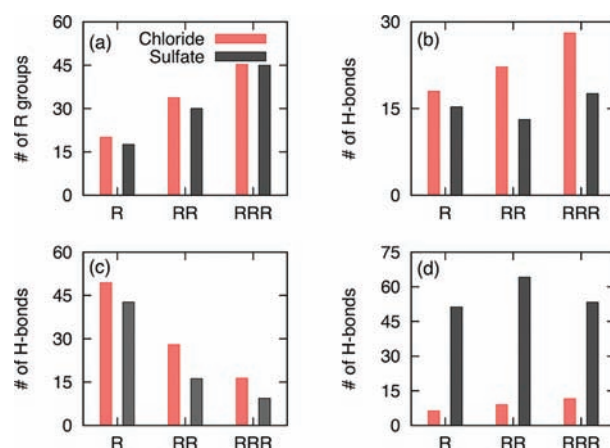 60
45
30
15
0
# of R groups
(a)
Chloride
Sulfate
R RR RRR
30
15
0
# of H-bonds
(b)
R RR RRR
60
45
30
15
0
# of H-bonds
(c)
R RR RRR
75
60
45
30
15
0
# of H-bonds
(d)
R RR RRR